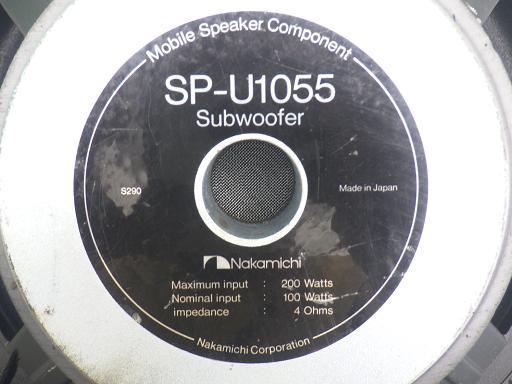 Mobile Speaker Component
SP-U1055
Subwoofer
S290
Made in Japan
Nakamichi
Maximum input : 200 Watts
Nominal input : 100 Watts
impedance : 4 Ohms
Nakamichi Corporation